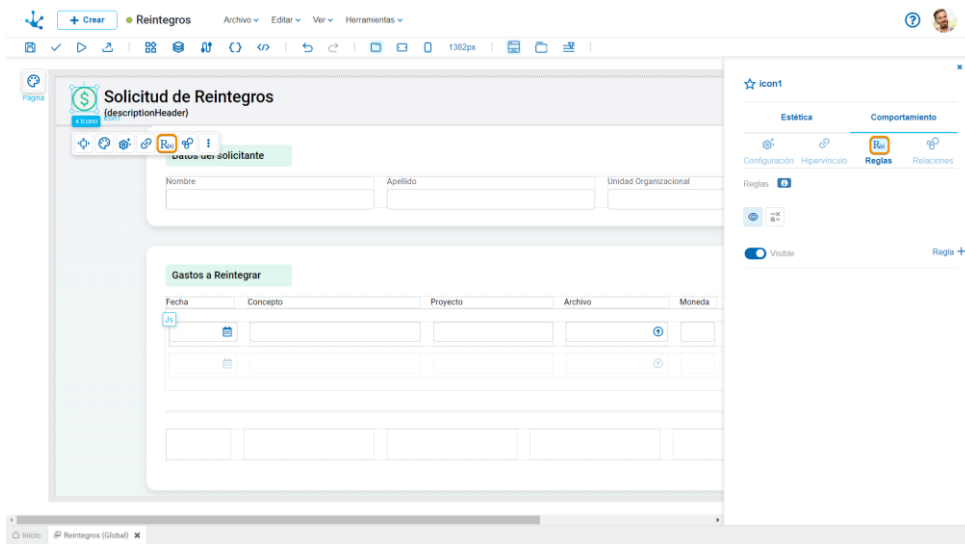 + Crear
Reintegros
Archivo
Editar
Ver
Herramientas
?
1382px
Página
Solicitud de Reintegros
{descriptionHeader}
Icono
Datos del solicitante
Nombre
Apellido
Unidad Organizacional
Gastos a Reintegrar
Fecha
Concepto
Proyecto
Archivo
Moneda
Js
icon1
Estética
Comportamiento
Configuración
Hipervínculo
Reglas
Relaciones
Reglas
Visible
Regla +
Inicio
Reintegros (Global)